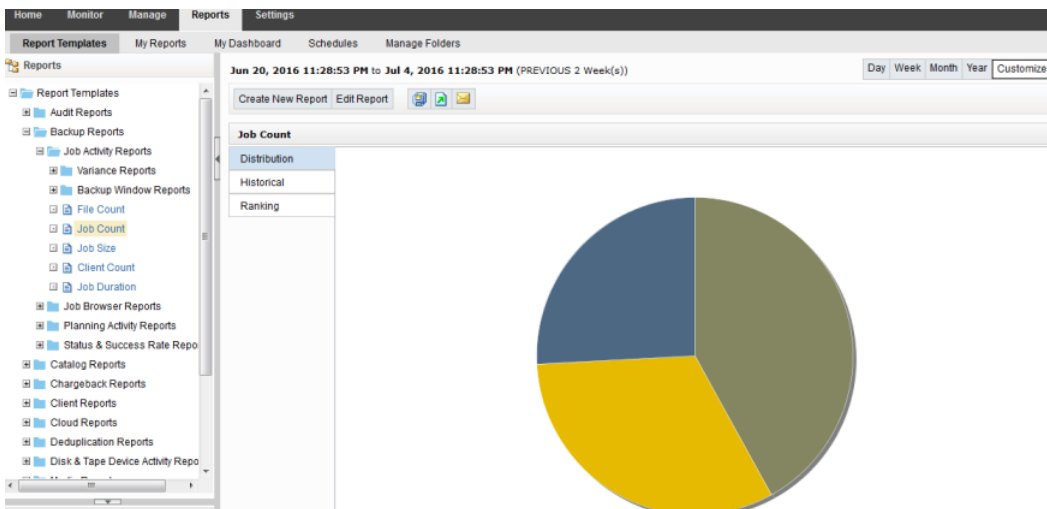 Home Monitor Manage Reports Settings
Report Templates My Reports My Dashboard Schedules Manage Folders
Reports
Report Templates
Audit Reports
Backup Reports
Job Activity Reports
Variance Reports
Backup Window Reports
File Count
Job Count
Job Size
Client Count
Job Duration
Job Browser Reports
Planning Activity Reports
Status & Success Rate Repo
Catalog Reports
Chargeback Reports
Client Reports
Cloud Reports
Deduplication Reports
Disk & Tape Device Activity Repo
Jun 20, 2016 11:28:53 PM to Jul 4, 2016 11:28:53 PM (PREVIOUS 2 Week(s))
Day Week Month Year Customize
Create New Report Edit Report
Job Count
Distribution
Historical
Ranking